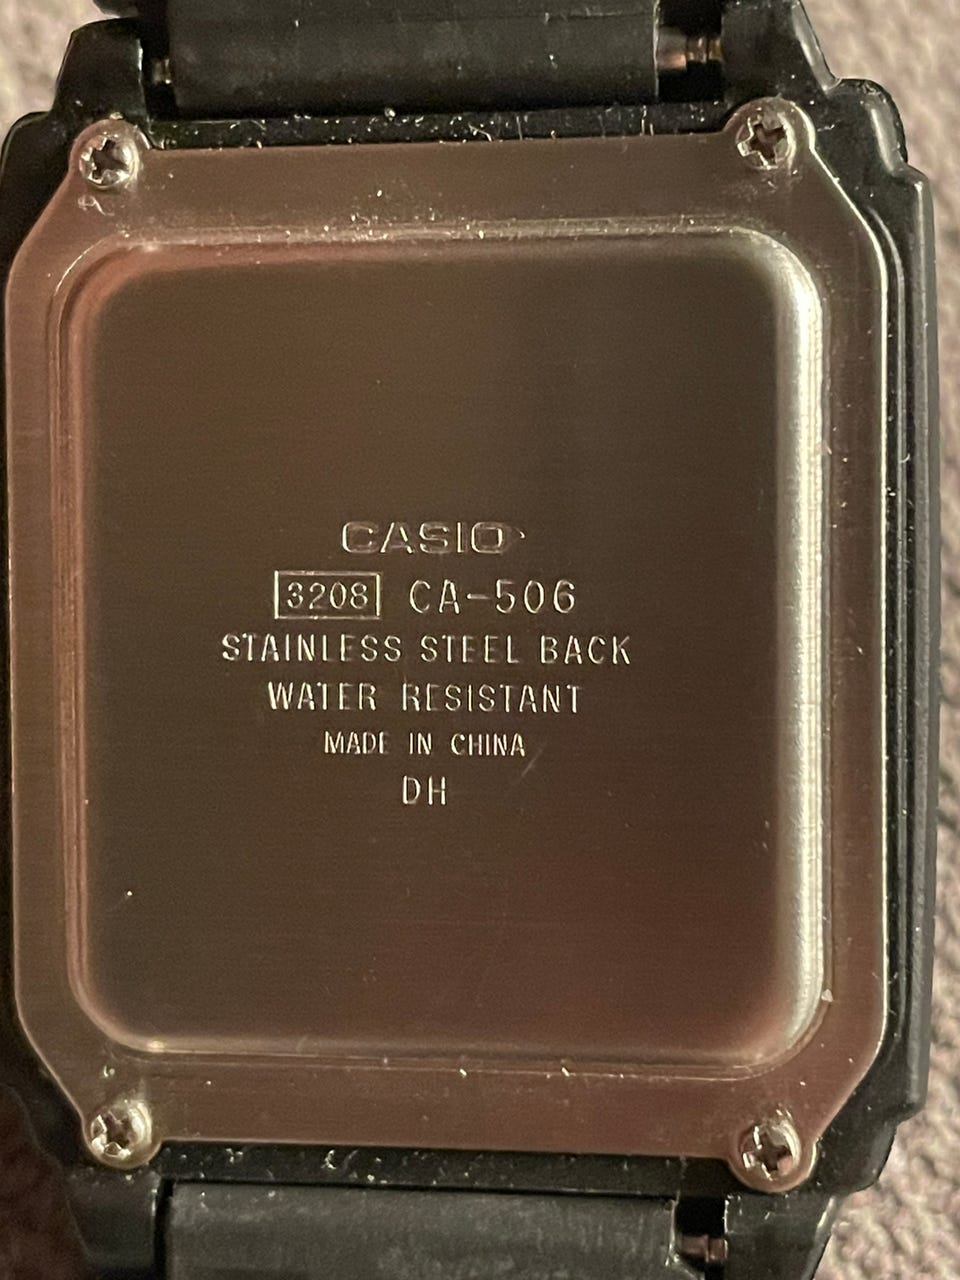 CASIO
3208 CA-506
STAINLESS STEEL BACK
WATER RESISTANT
MADE IN CHINA
DH